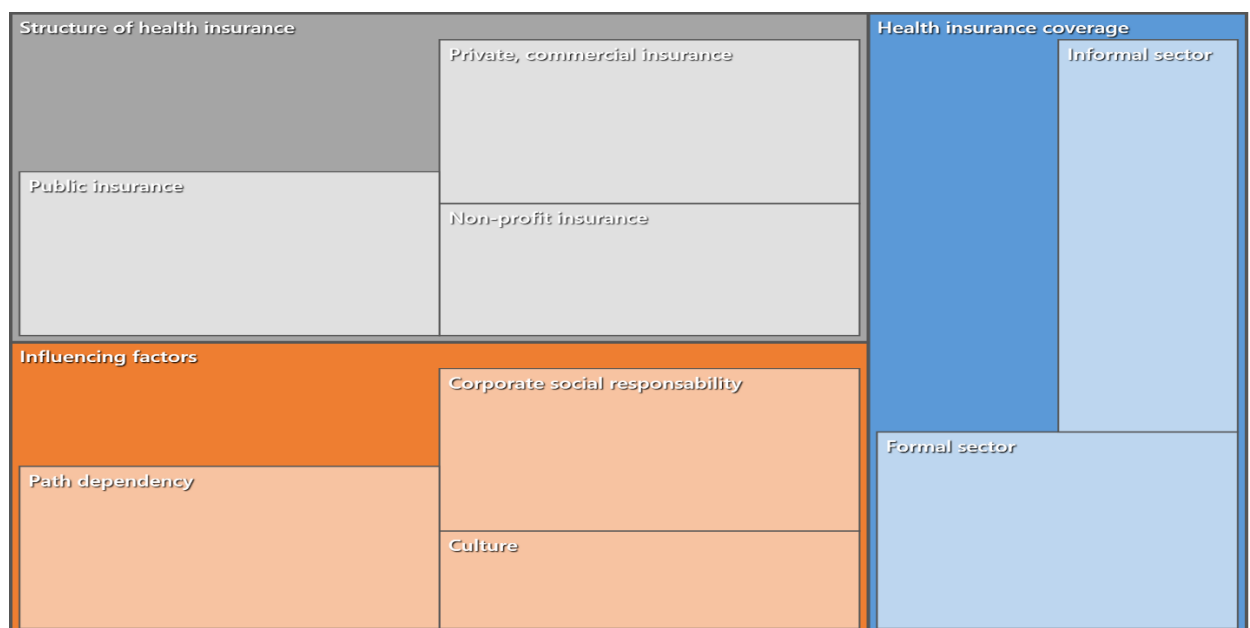 Structure of health insurance
Private, commercial insurance
Public insurance
Non-profit insurance
Influencing factors
Corporate social responsability
Path dependency
Culture
Health insurance coverage
Informal sector
Formal sector